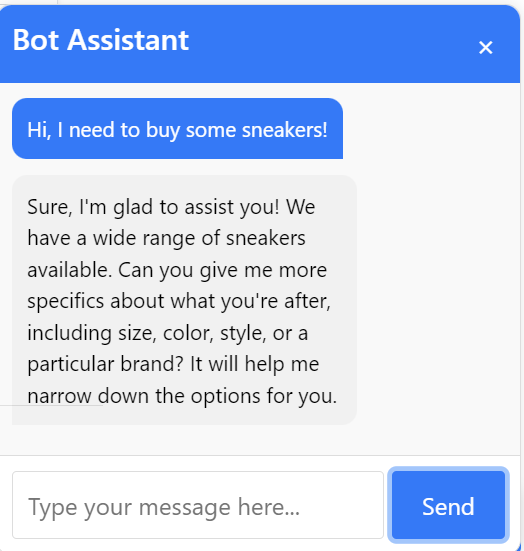 Bot Assistant
×
Hi, I need to buy some sneakers!
Sure, I'm glad to assist you! We
have a wide range of sneakers
available. Can you give me more
specifics about what you're after,
including size, color, style, or a
particular brand? It will help me
narrow down the options for you.
Type your message here...
Send